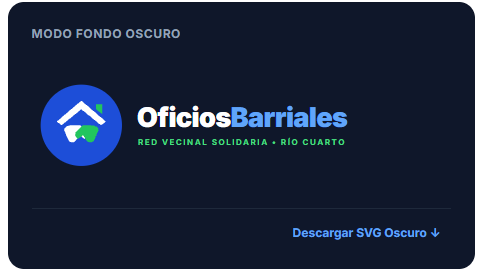 MODO FONDO OSCURO
OficiosBarriales
RED VECINAL SOLIDARIA • RÍO CUARTO
Descargar SVG Oscuro ↓